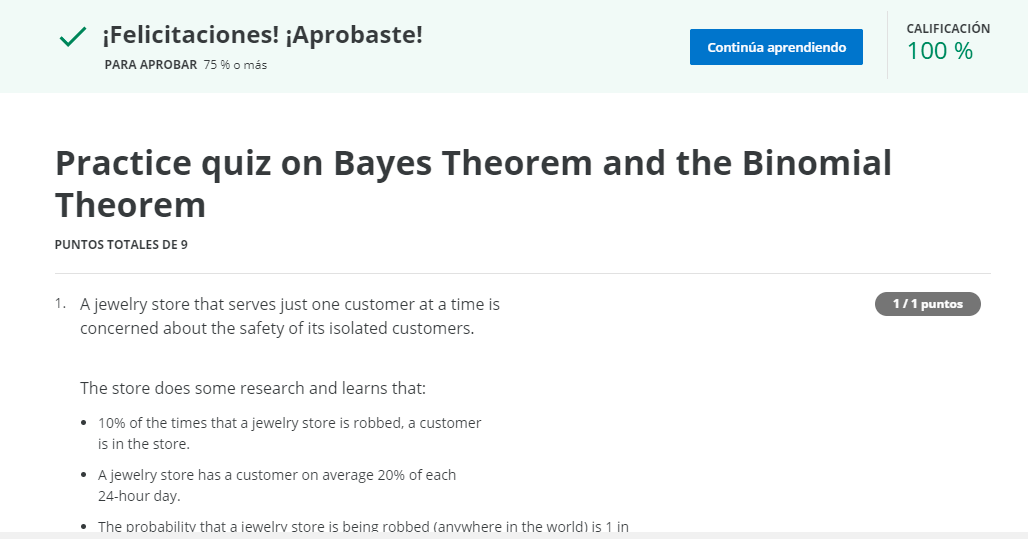 ¡Felicitaciones! ¡Aprobaste!
PARA APROBAR 75 % o más
Continúa aprendiendo
CALIFICACIÓN
100 %
Practice quiz on Bayes Theorem and the Binomial
Theorem
PUNTOS TOTALES DE 9
1. A jewelry store that serves just one customer at a time is
concerned about the safety of its isolated customers.
1 / 1 puntos
The store does some research and learns that:
• 10% of the times that a jewelry store is robbed, a customer
is in the store.
• A jewelry store has a customer on average 20% of each
24-hour day.
• The probability that a jewelry store is being robbed (anywhere in the world) is 1 in